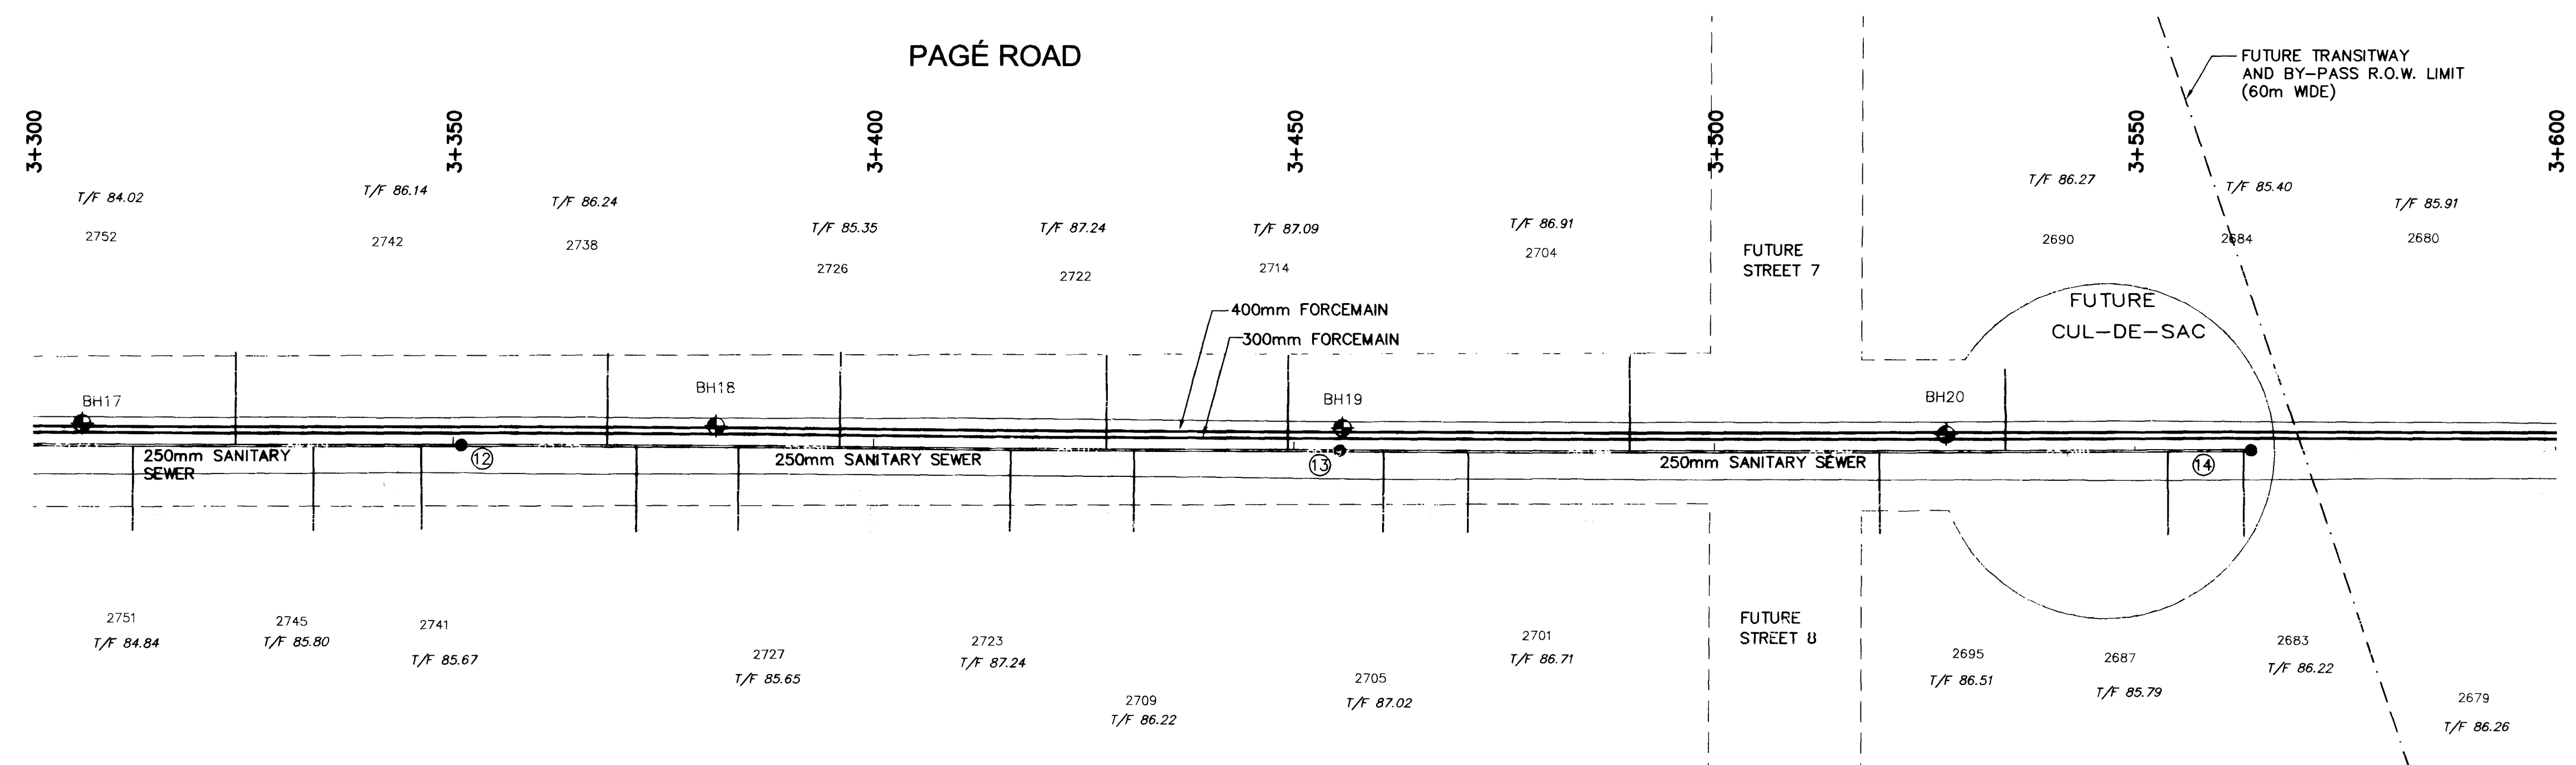 PAGÉ ROAD
FUTURE TRANSITWAY
AND BY-PASS R.O.W. LIMIT
(60m WIDE)
3+300
3+350
3+400
3+450
3+500
3+550
3+600
T/F 84.02
T/F 86.14
T/F 86.24
T/F 85.35
T/F 87.24
T/F 87.09
T/F 86.91
T/F 86.27
T/F 85.40
T/F 85.91
2752
2742
2738
2726
2722
2714
2704
2690
2684
2680
FUTURE
STREET 7
FUTURE
CUL-DE-SAC
400mm FORCEMAIN
300mm FORCEMAIN
BH17
BH18
BH19
BH20
250mm SANITARY
SEWER
12
250mm SANITARY SEWER
13
250mm SANITARY SEWER
14
2751
T/F 84.84
2745
T/F 85.80
2741
T/F 85.67
2727
T/F 85.65
2723
T/F 87.24
2709
T/F 86.22
2705
T/F 87.02
2701
T/F 86.71
FUTURE
STREET 8
2695
T/F 86.51
2687
T/F 85.79
2683
T/F 86.22
2679
T/F 86.26